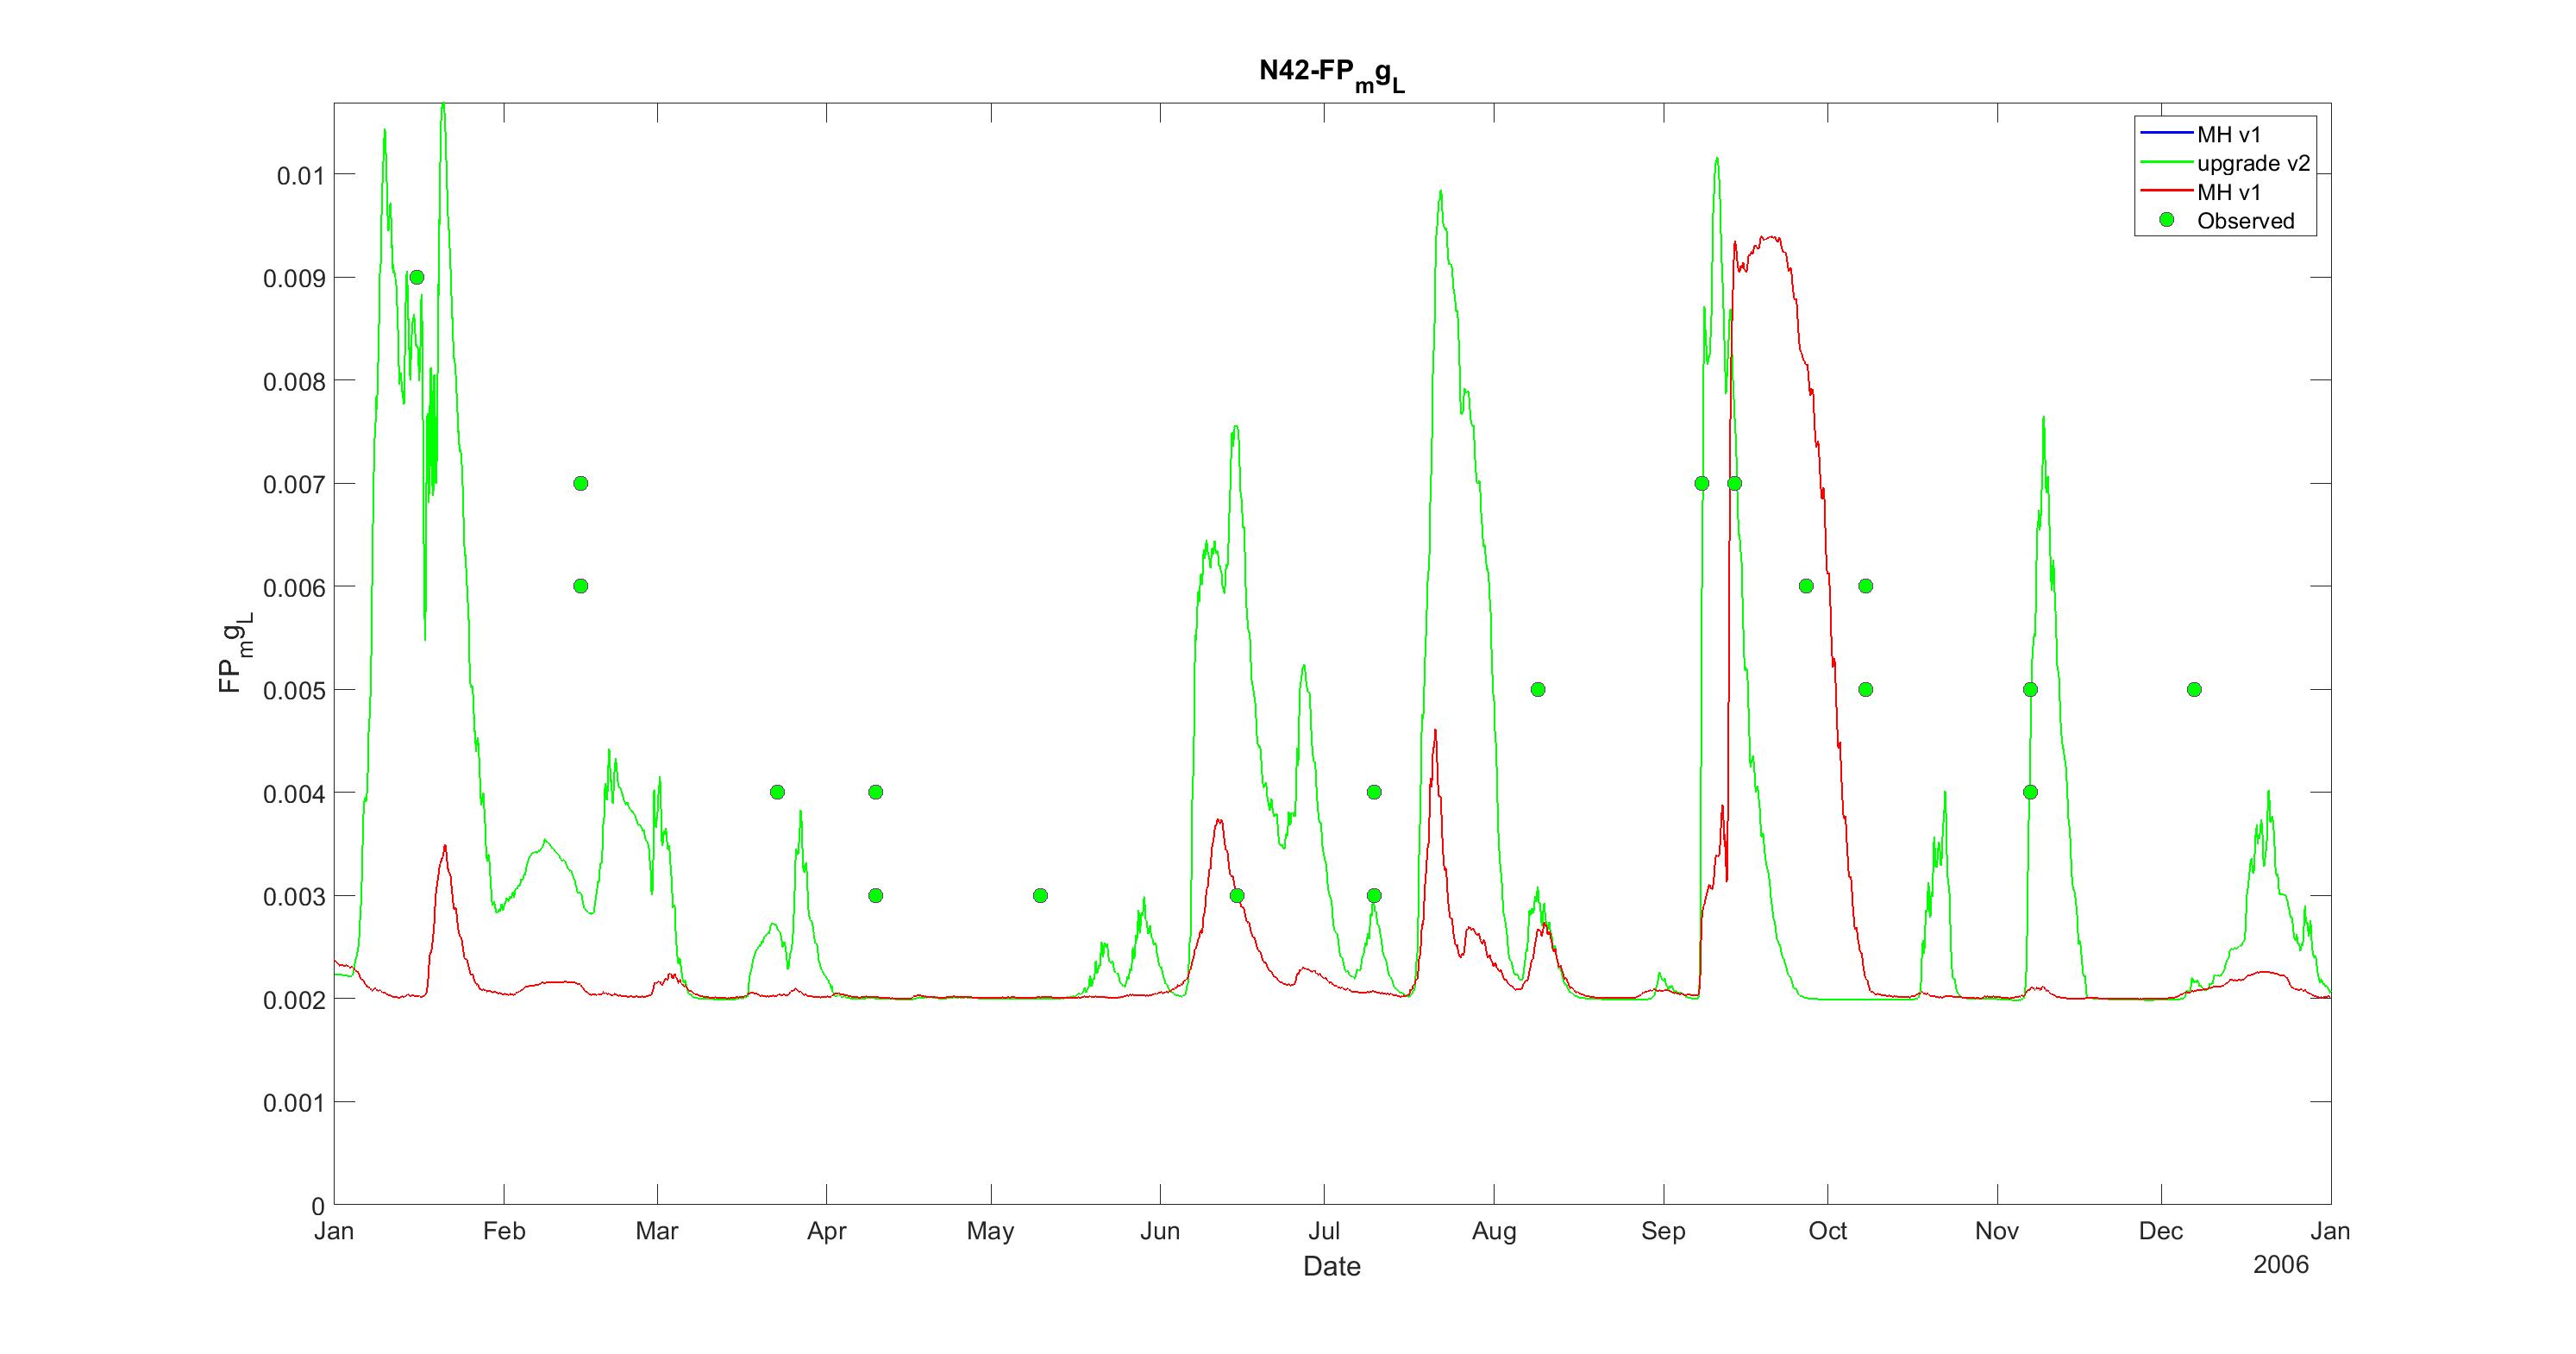 N42-FPmgL
MH v1
upgrade v2
MH v1
Observed
FPmgL
0.01
0.009
0.008
0.007
0.006
0.005
0.004
0.003
0.002
0.001
0
Jan Feb Mar Apr May Jun Jul Aug Sep Oct Nov Dec Jan
Date
2006